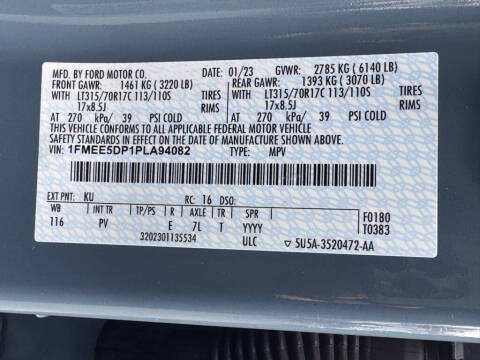 MFD. BY FORD MOTOR CO. 01/23 GVWR: 2785 KG ( 6140 LB)
FRONT GAWR: 1461 KG ( 3220 LB) REAR GAWR: 1393 KG ( 3070 LB)
WITH LT315/70R17C 113/110S TIRES WITH LT315/70R17C 113/110S TIRES
17x8.5J RIMS 17x8.5J RIMS
AT 270 kPa/ 39 PSI COLD AT 270 kPa/ 39 PSI COLD
THIS VEHICLE CONFORMS TO ALL APPLICABLE FEDERAL MOTOR VEHICLE
SAFETY STANDARDS IN EFFECT ON THE DATE OF MANUFACTURE SHOWN ABOVE.
VIN: 1FMEE5DP1PLA94082 TYPE: MPV
EXT PNT: KU RC: 16 DSO:
WB INT TR TP/PS R AXLE TR SPR F0180
116 PV E 7L T YYYY T0383
3202301135534 ULC 5U5A-3520472-AA